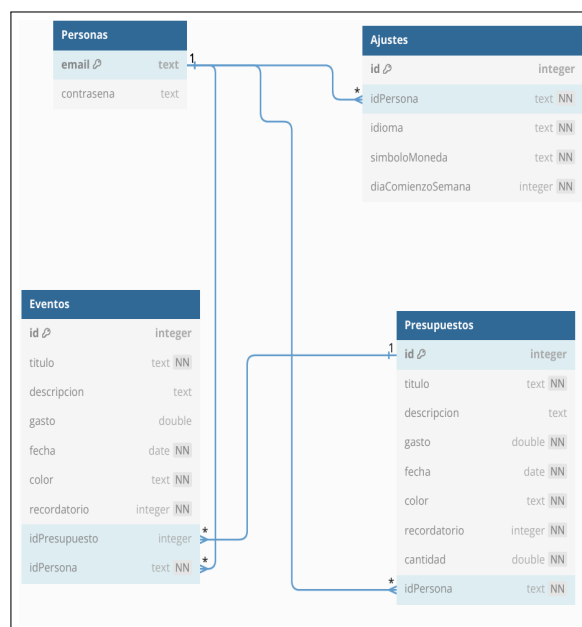 Personas
email text
contrasena text
1
*
Ajustes
id integer
idPersona text NN
idioma text NN
simboloMoneda text NN
diaComienzoSemana integer NN
Eventos
id integer
titulo text NN
descripcion text
gasto double
fecha date NN
color text NN
recordatorio integer NN
idPresupuesto integer
idPersona text NN
*
*
1
Presupuestos
id integer
titulo text NN
descripcion text
gasto double NN
fecha date NN
color text NN
recordatorio integer NN
cantidad double NN
idPersona text NN
*